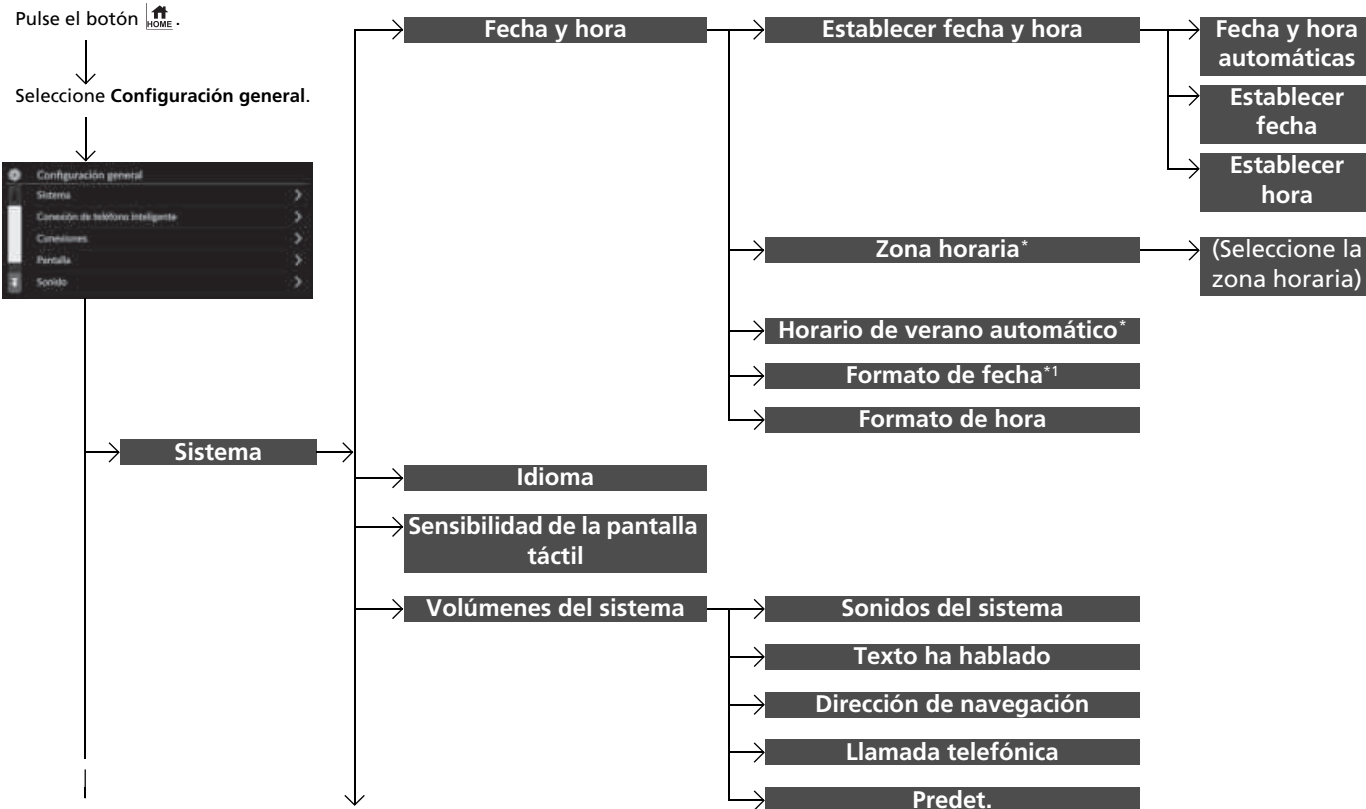 Pulse el botón HOME.
Seleccione Configuración general.
Configuración general
Sistema
Conexión de teléfono inteligente
Conexiones
Pantalla
Sonido
Sistema
Fecha y hora
Establecer fecha y hora
Fecha y hora
automáticas
Establecer
fecha
Establecer
hora
Zona horaria*
(Seleccione la
zona horaria)
Horario de verano automático*
Formato de fecha*1
Formato de hora
Idioma
Sensibilidad de la pantalla
táctil
Volúmenes del sistema
Sonidos del sistema
Texto ha hablado
Dirección de navegación
Llamada telefónica
Predet.